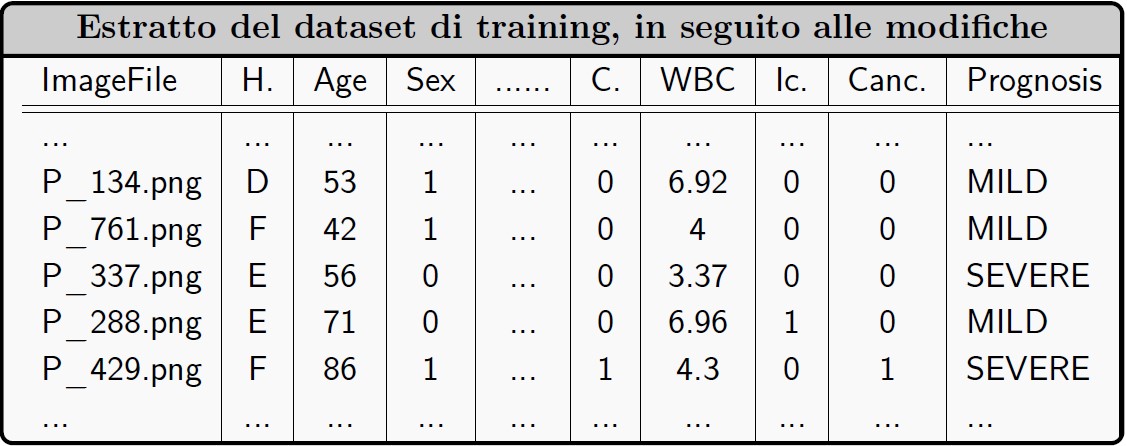 Estratto del dataset di training, in seguito alle modifiche
ImageFile H. Age Sex ...... C. WBC Ic. Canc. Prognosis
... ... ... ... ... ... ... ... ... ...
P_134.png D 53 1 ... 0 6.92 0 0 MILD
P_761.png F 42 1 ... 0 4 0 0 MILD
P_337.png E 56 0 ... 0 3.37 0 0 SEVERE
P_288.png E 71 0 ... 0 6.96 1 0 MILD
P_429.png F 86 1 ... 1 4.3 0 1 SEVERE
... ... ... ... ... ... ... ... ... ...